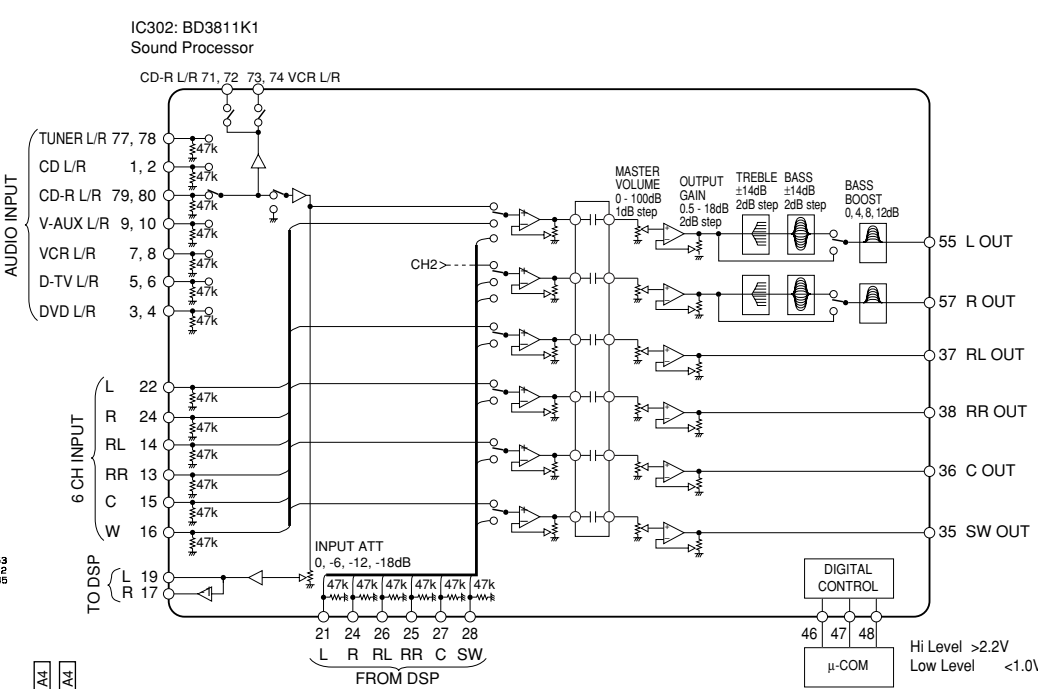 IC302: BD3811K1
Sound Processor
CD-R L/R 71, 72 73, 74 VCR L/R
AUDIO INPUT
TUNER L/R 77, 78
47k
CD L/R 1, 2
47k
CD-R L/R 79, 80
47k
V-AUX L/R 9, 10
47k
VCR L/R 7, 8
47k
D-TV L/R 5, 6
47k
DVD L/R 3, 4
47k
MASTER
VOLUME
0 - 100dB
1dB step
OUTPUT
GAIN
0.5 - 18dB
2dB step
TREBLE
±14dB
2dB step
BASS
±14dB
2dB step
BASS
BOOST
0, 4, 8, 12dB
CH2>
55 L OUT
57 R OUT
37 RL OUT
38 RR OUT
36 C OUT
35 SW OUT
6 CH INPUT
L 22
47k
R 24
47k
RL 14
47k
RR 13
47k
C 15
47k
W 16
47k
TO DSP
L 19
R 17
INPUT ATT
0, -6, -12, -18dB
47k 47k 47k 47k 47k 47k
21 24 26 25 27 28
L R RL RR C SW
FROM DSP
DIGITAL
CONTROL
46 47 48
µ-COM
Hi Level >2.2V
Low Level <1.0V
A4
A4